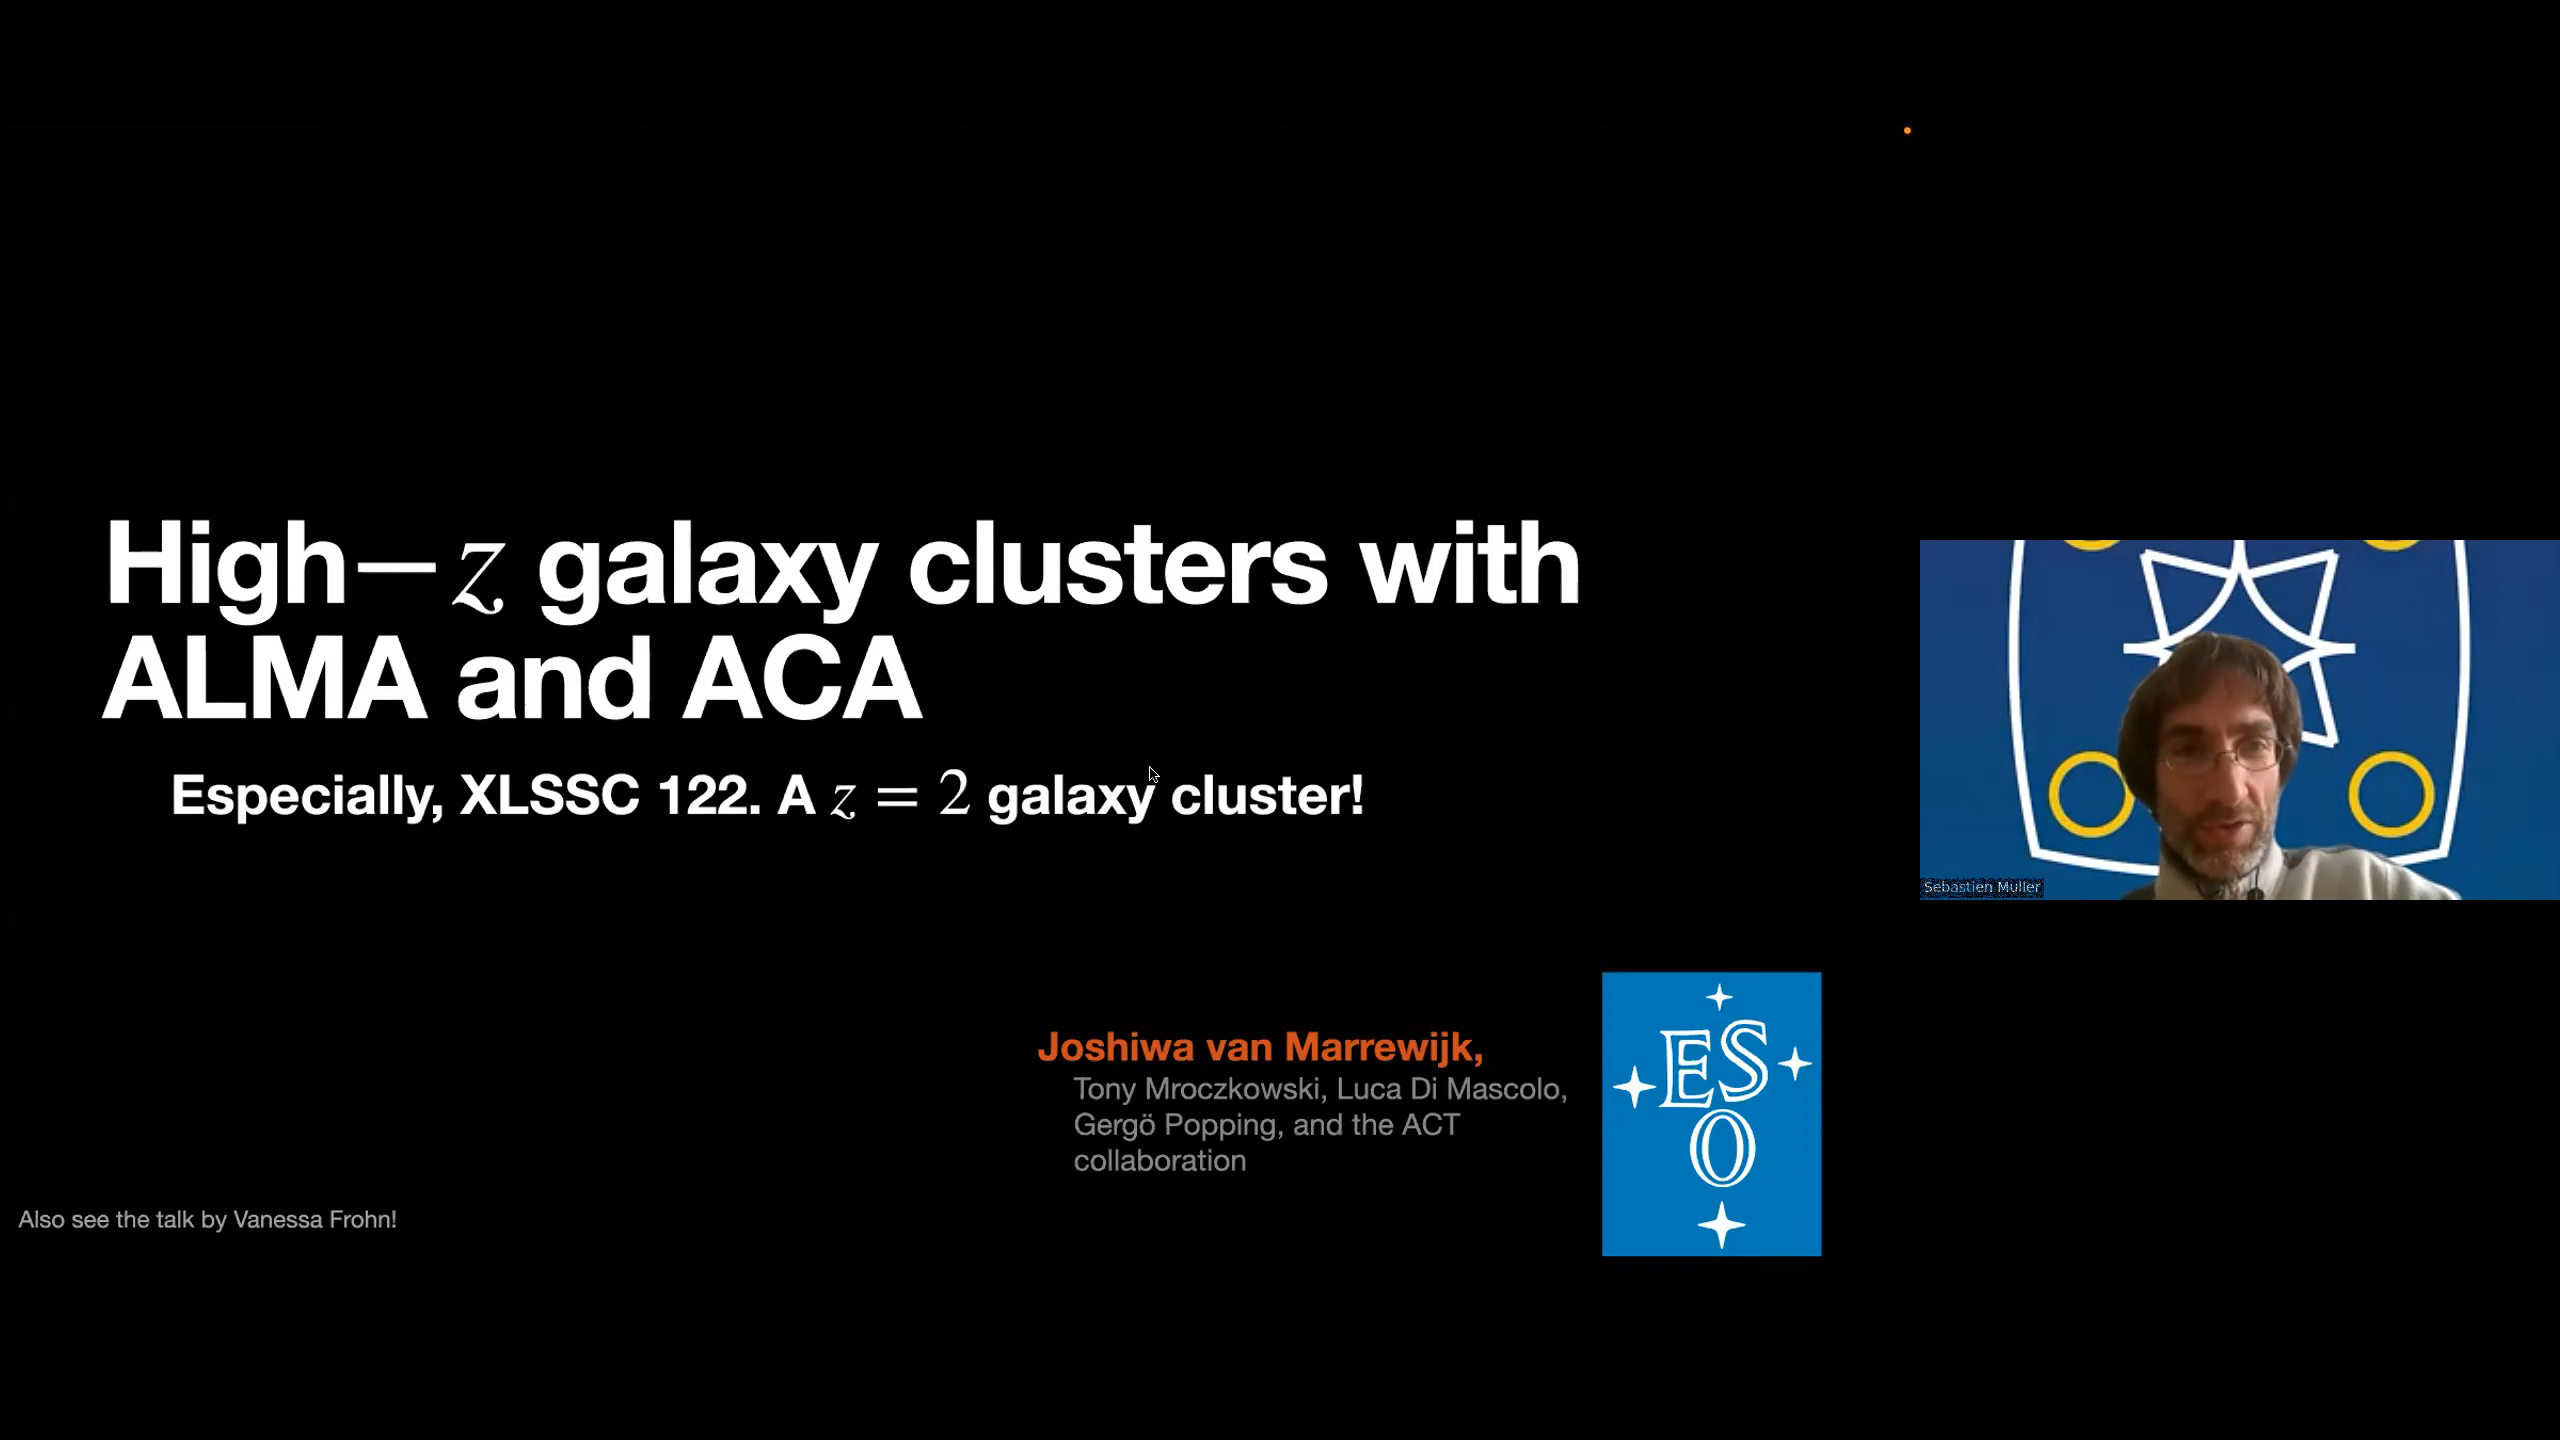 High—z galaxy clusters with
ALMA and ACA
Especially, XLSSC 122. A z = 2 galaxy cluster!
Sebastien Muller
Joshiwa van Marrewijk,
Tony Mroczkowski, Luca Di Mascolo,
Gergö Popping, and the ACT
collaboration
ES
O
Also see the talk by Vanessa Frohn!